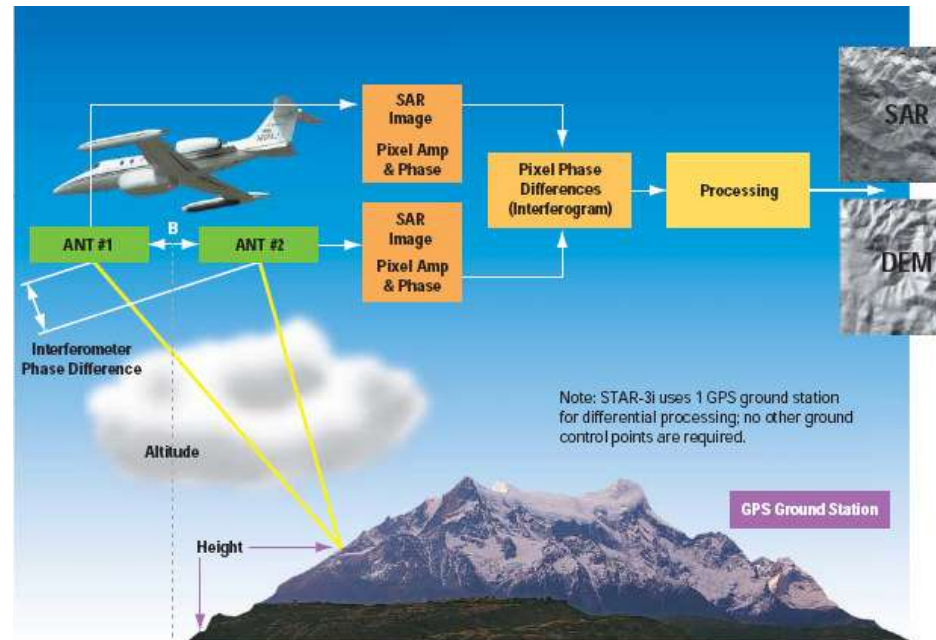 SAR
Image
Pixel Amp
& Phase
SAR
Pixel Phase
Differences
(Interferogram)
Processing
ANT #1
B
ANT #2
SAR
Image
Pixel Amp
& Phase
DEM
Interferometer
Phase Difference
Note: STAR-3i uses 1 GPS ground station
for differential processing; no other ground
control points are required.
Altitude
GPS Ground Station
Height